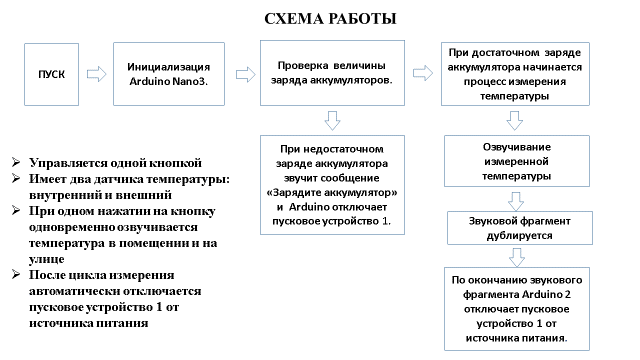 СХЕМА РАБОТЫ
ПУСК
Инициализация
Arduino Nano3.
Проверка величины
заряда аккумуляторов.
При достаточном заряде
аккумулятора начинается
процесс измерения
температуры
При недостаточном
заряде аккумулятора
звучит сообщение
«Зарядите аккумулятор»
и Arduino отключает
пусковое устройство 1.
Озвучивание
измеренной
температуры
Звуковой фрагмент
дублируется
По окончанию звукового
фрагмента Arduino 2
отключает пусковое
устройство 1 от
источника питания.
➢ Управляется одной кнопкой
➢ Имеет два датчика температуры:
внутренний и внешний
➢ При одном нажатии на кнопку
одновременно озвучивается
температура в помещении и на
улице
➢ После цикла измерения
автоматически отключается
пусковое устройство 1 от
источника питания